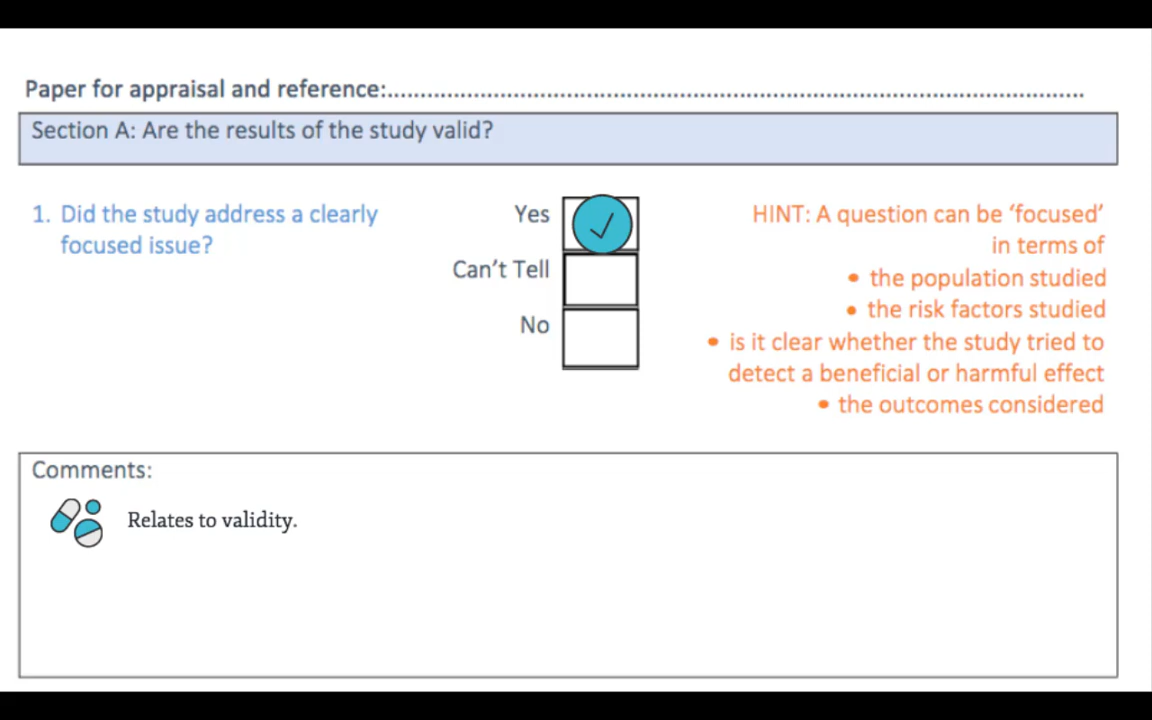 Paper for appraisal and reference:.......................................................................................................
Section A: Are the results of the study valid?
1. Did the study address a clearly
focused issue?
Yes
Can’t Tell
No
HINT: A question can be ‘focused’
in terms of
• the population studied
• the risk factors studied
• is it clear whether the study tried to
detect a beneficial or harmful effect
• the outcomes considered
Comments:
Relates to validity.